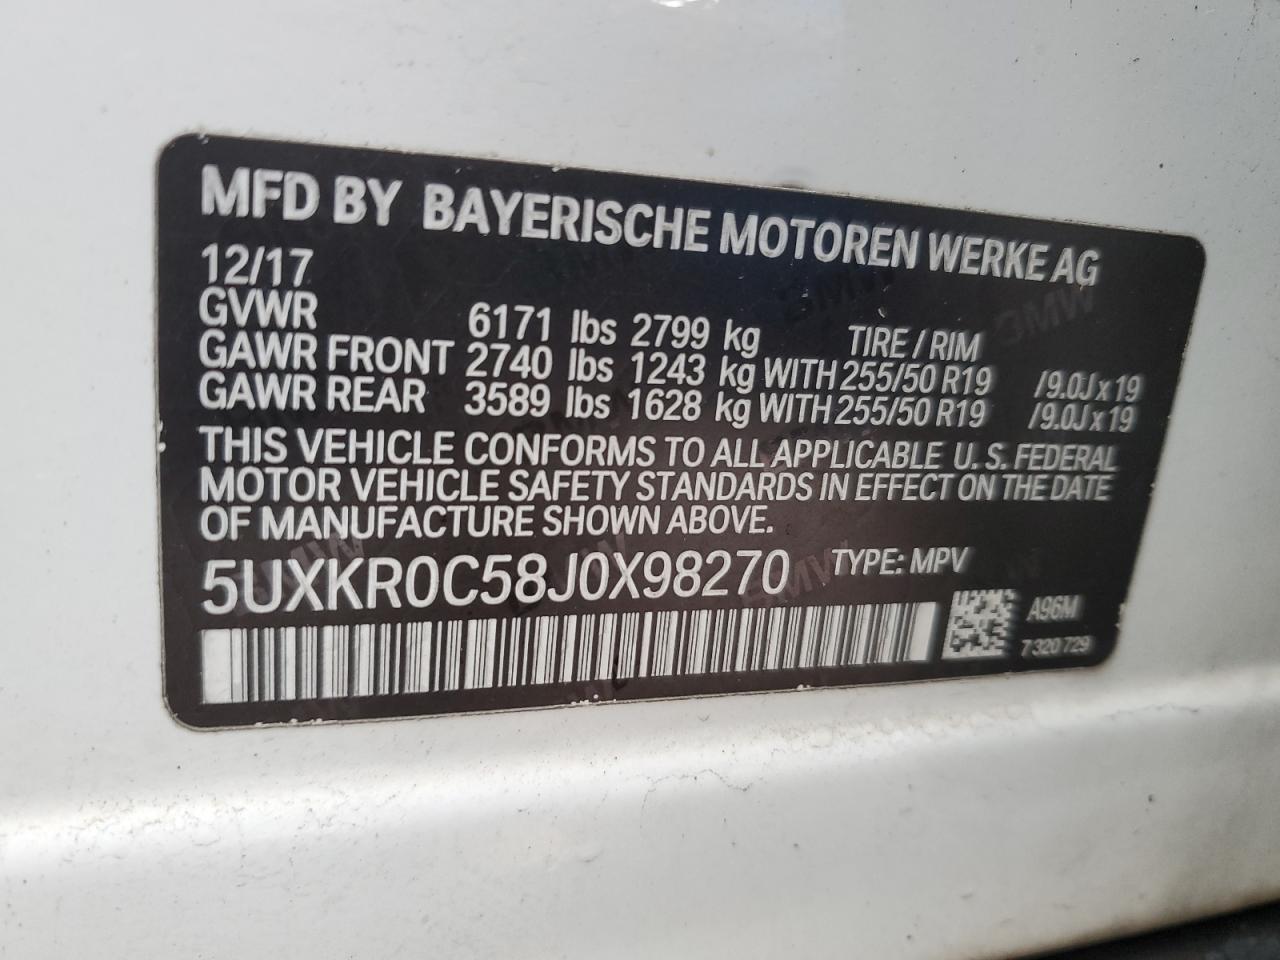 MFD BY BAYERISCHE MOTOREN WERKE AG
12/17
GVWR 6171 lbs 2799 kg TIRE / RIM
GAWR FRONT 2740 lbs 1243 kg WITH 255/50 R19 /9.0J x 19
GAWR REAR 3589 lbs 1628 kg WITH 255/50 R19 /9.0J x 19
THIS VEHICLE CONFORMS TO ALL APPLICABLE U. S. FEDERAL
MOTOR VEHICLE SAFETY STANDARDS IN EFFECT ON THE DATE
OF MANUFACTURE SHOWN ABOVE.
5UXKR0C58J0X98270 TYPE: MPV
A96M
7 320 729